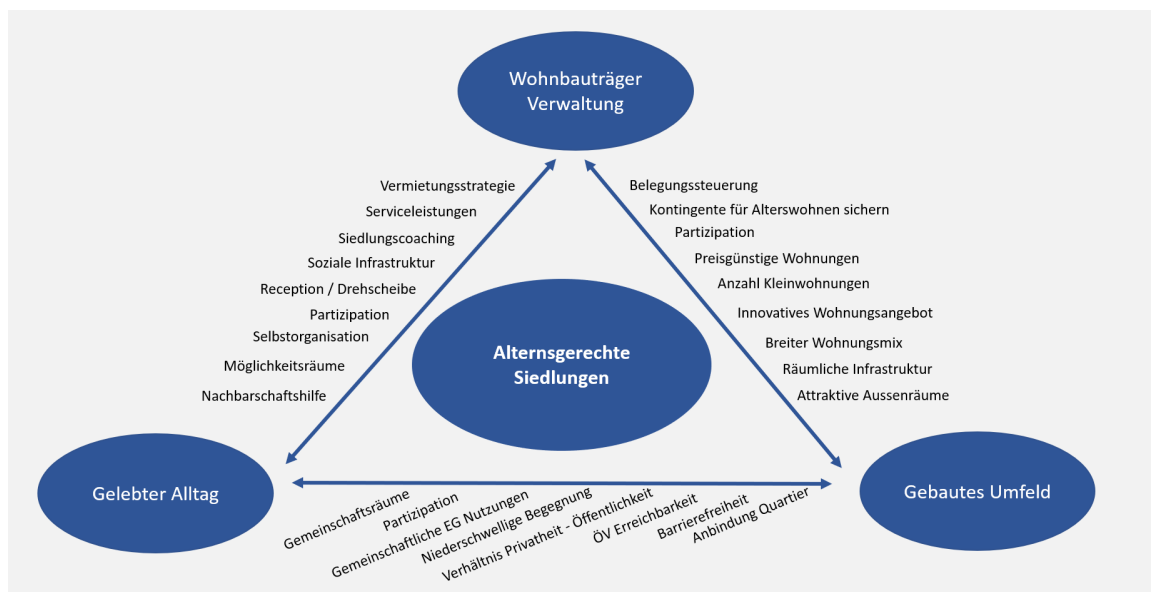 Wohnbauträger
Verwaltung
Vermietungsstrategie
Serviceleistungen
Siedlungscoaching
Soziale Infrastruktur
Reception / Drehscheibe
Partizipation
Selbstorganisation
Möglichkeitsräume
Nachbarschaftshilfe
Belegungssteuerung
Kontingente für Alterswohnen sichern
Partizipation
Preisgünstige Wohnungen
Anzahl Kleinwohnungen
Innovatives Wohnungsangebot
Breiter Wohnungsmix
Räumliche Infrastruktur
Attraktive Aussenräume
Alternsgerechte
Siedlungen
Gelebter Alltag
Gebautes Umfeld
Gemeinschaftsräume
Partizipation
Gemeinschaftliche EG Nutzungen
Niederschwellige Begegnung
Verhältnis Privatheit - Öffentlichkeit
ÖV Erreichbarkeit
Barrierefreiheit
Anbindung Quartier